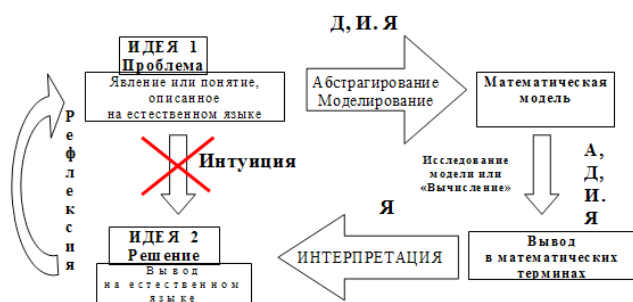 Д, И. Я
ИДЕЯ 1
Проблема
Явление или понятие,
описанное
на естественном языке
Абстрагирование
Моделирование
Математическая
модель
Рефлексия
Интуиция
Исследование
модели или
«Вычисление»
А,
Д,
И.
Я
Я
ИДЕЯ 2
Решение
Вывод
на естественном
языке
ИНТЕРПРЕТАЦИЯ
Вывод
в математических
терминах